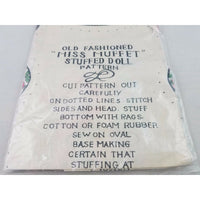 OLD FASHIONED
"MISS MUFFET"
STUFFED DOLL
PATTERN
CUT PATTERN OUT
CAREFULLY
ON DOTTED LINES STITCH
SIDES AND HEAD. STUFF
BOTTOM WITH RAGS.
COTTON OR FOAM RUBBER
SEW ON OVAL
BASE MAKING
CERTAIN THAT
STUFFING AT